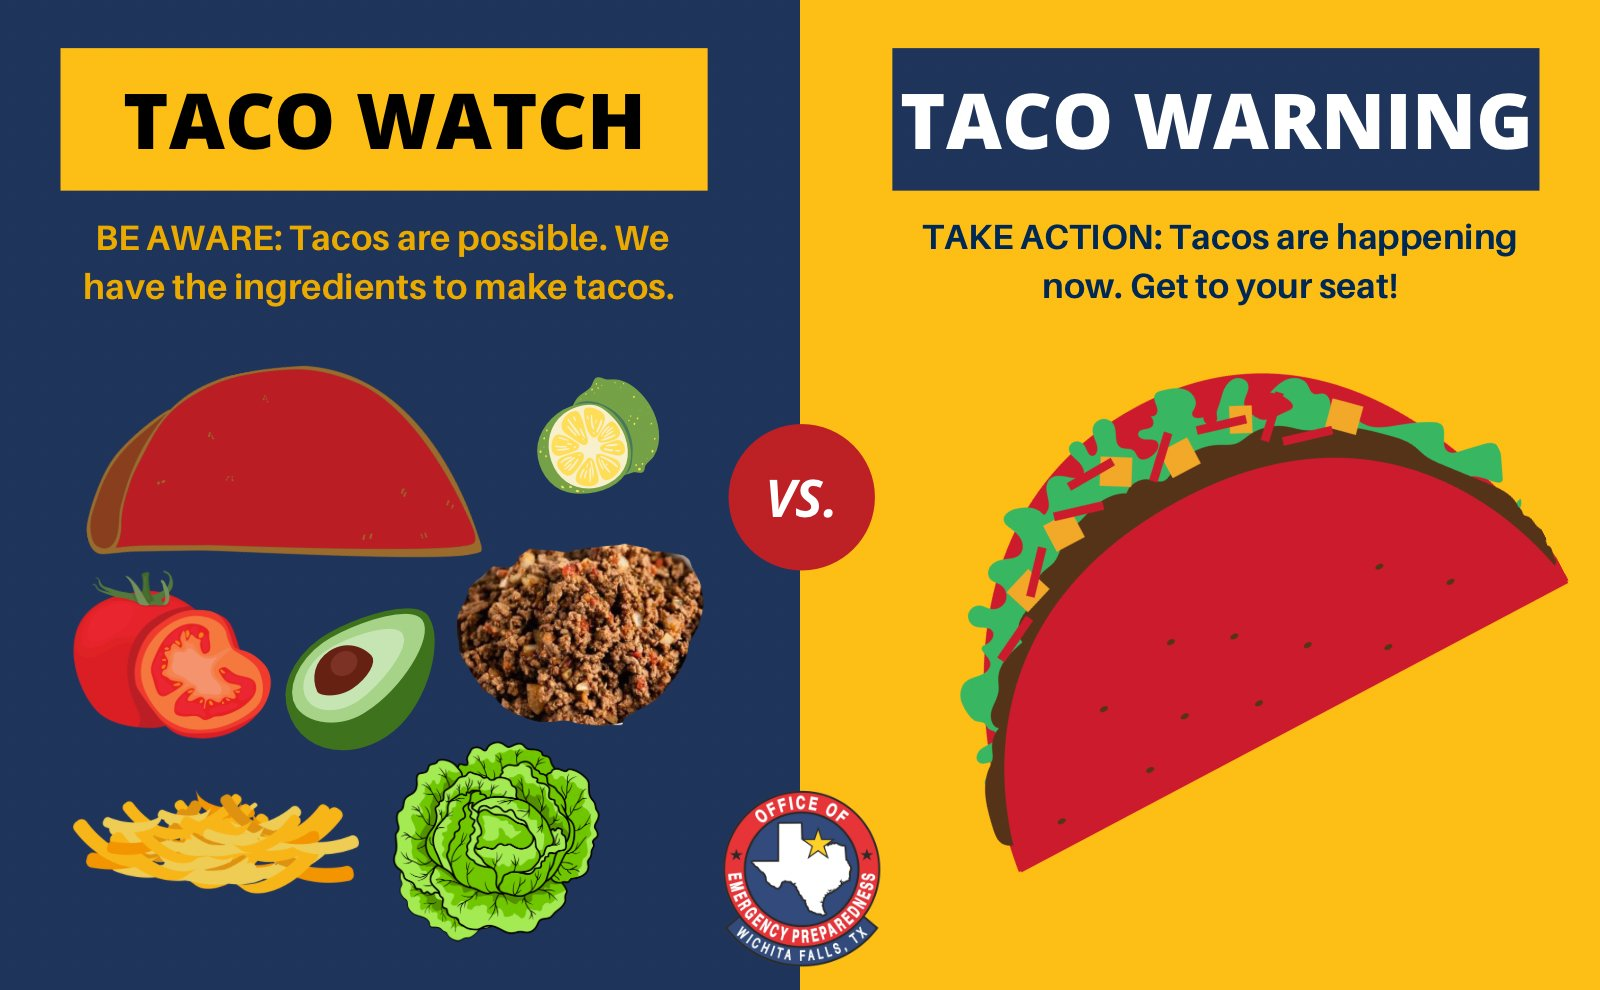 TACO WATCH
BE AWARE: Tacos are possible. We
have the ingredients to make tacos.
TACO WARNING
TAKE ACTION: Tacos are happening
now. Get to your seat!
VS.
OFFICE OF
EMERGENCY PREPAREDNESS
WICHITA FALLS, TX